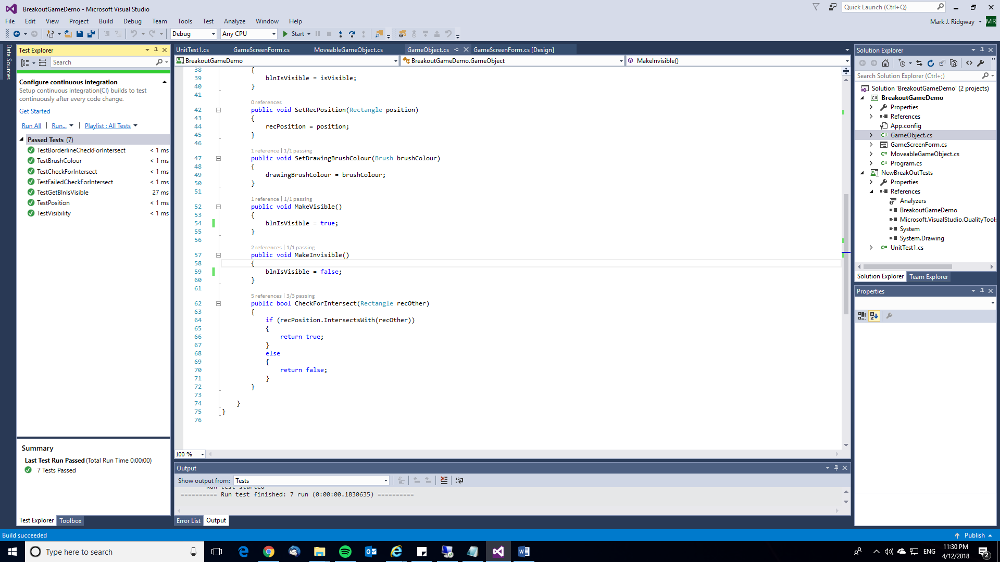 BreakoutGameDemo - Microsoft Visual Studio
Quick Launch (Ctrl+Q)
File Edit View Project Build Debug Team Tools Test Analyze Window Help
Mark J. Ridgway MR
Debug Any CPU Start
Data Sources
Test Explorer
Search
Configure continuous integration
Setup continuous integration(CI) builds to test
continuously after every code change.
Get Started
Run All | Run... | Playlist : All Tests
Passed Tests (7)
TestBorderlineCheckForIntersect < 1 ms
TestBrushColour < 1 ms
TestCheckForIntersect < 1 ms
TestFailedCheckForIntersect < 1 ms
TestGetBlnIsVisible 27 ms
TestPosition < 1 ms
TestVisibility < 1 ms
Summary
Last Test Run Passed (Total Run Time 0:00:00)
7 Tests Passed
Test Explorer Toolbox
UnitTest1.cs GameScreenForm.cs MoveableGameObject.cs GameObject.cs GameScreenForm.cs [Design]
BreakoutGameDemo BreakoutGameDemo.GameObject MakeInvisible()
38 {
39 blnIsVisible = isVisible;
40 }
41
0 references
42 public void SetRecPosition(Rectangle position)
43 {
44 recPosition = position;
45 }
46
1 reference | 1/1 passing
47 public void SetDrawingBrushColour(Brush brushColour)
48 {
49 drawingBrushColour = brushColour;
50 }
51
1 reference | 1/1 passing
52 public void MakeVisible()
53 {
54 blnIsVisible = true;
55 }
56
2 references | 1/1 passing
57 public void MakeInvisible()
58 {
59 blnIsVisible = false;
60 }
61
5 references | 3/3 passing
62 public bool CheckForIntersect(Rectangle recOther)
63 {
64 if (recPosition.IntersectsWith(recOther))
65 {
66 return true;
67 }
68 else
69 {
70 return false;
71 }
72 }
73
74 }
75 }
76
100 %
Output
Show output from: Tests
Run test started
========== Run test finished: 7 run (0:00:00.1830635) ==========
Error List Output
Solution Explorer
Search Solution Explorer (Ctrl+;)
Solution 'BreakoutGameDemo' (2 projects)
BreakoutGameDemo
Properties
References
App.config
GameObject.cs
GameScreenForm.cs
MoveableGameObject.cs
Program.cs
NewBreakOutTests
Properties
References
Analyzers
BreakoutGameDemo
Microsoft.VisualStudio.QualityTools
System
System.Drawing
UnitTest1.cs
Solution Explorer Team Explorer
Properties
Build succeeded
Publish
Type here to search
ENG
11:30 PM
4/12/2018
2